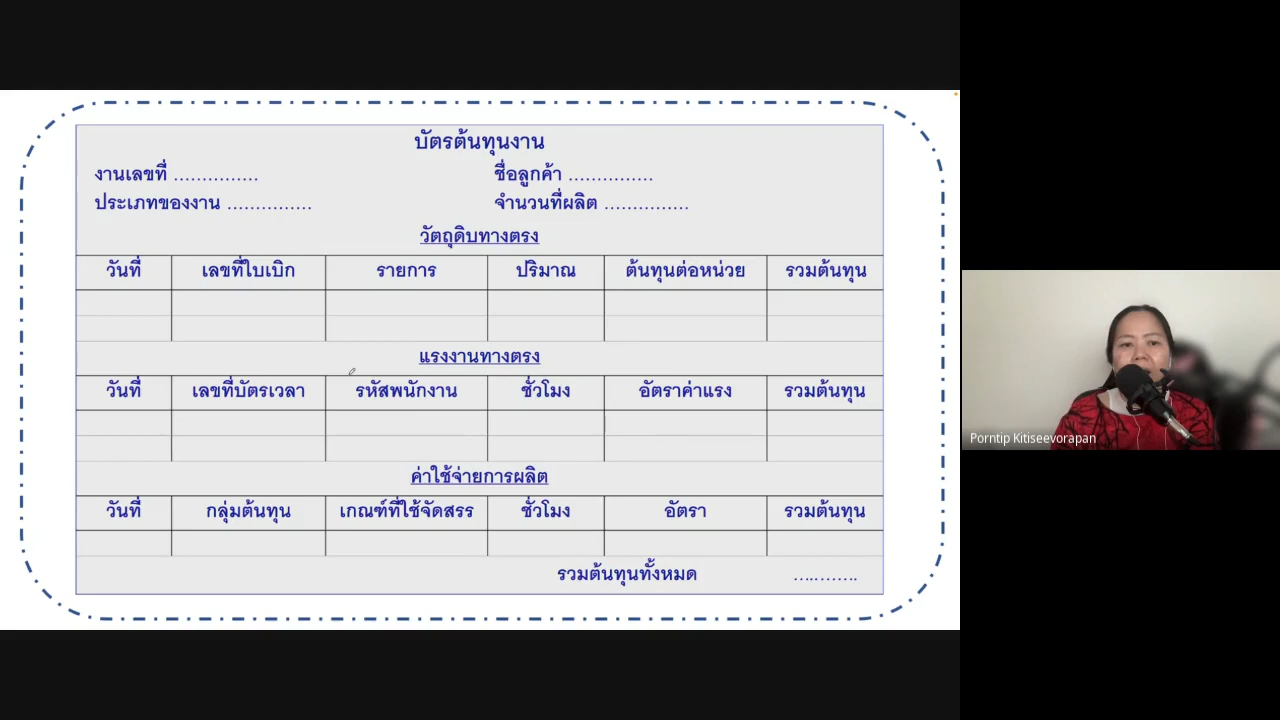 บัตรต้นทุนงาน
งานเลขที่ …………… ชื่อลูกค้า ……………
ประเภทของงาน …………… จำนวนที่ผลิต ……………
วัตถุดิบทางตรง
วันที่ เลขที่ใบเบิก รายการ ปริมาณ ต้นทุนต่อหน่วย รวมต้นทุน
แรงงานทางตรง
วันที่ เลขที่บัตรเวลา รหัสพนักงาน ชั่วโมง อัตราค่าแรง รวมต้นทุน
ค่าใช้จ่ายการผลิต
วันที่ กลุ่มต้นทุน เกณฑ์ที่ใช้จัดสรร ชั่วโมง อัตรา รวมต้นทุน
รวมต้นทุนทั้งหมด ………….
Porntip Kitiseevorapan